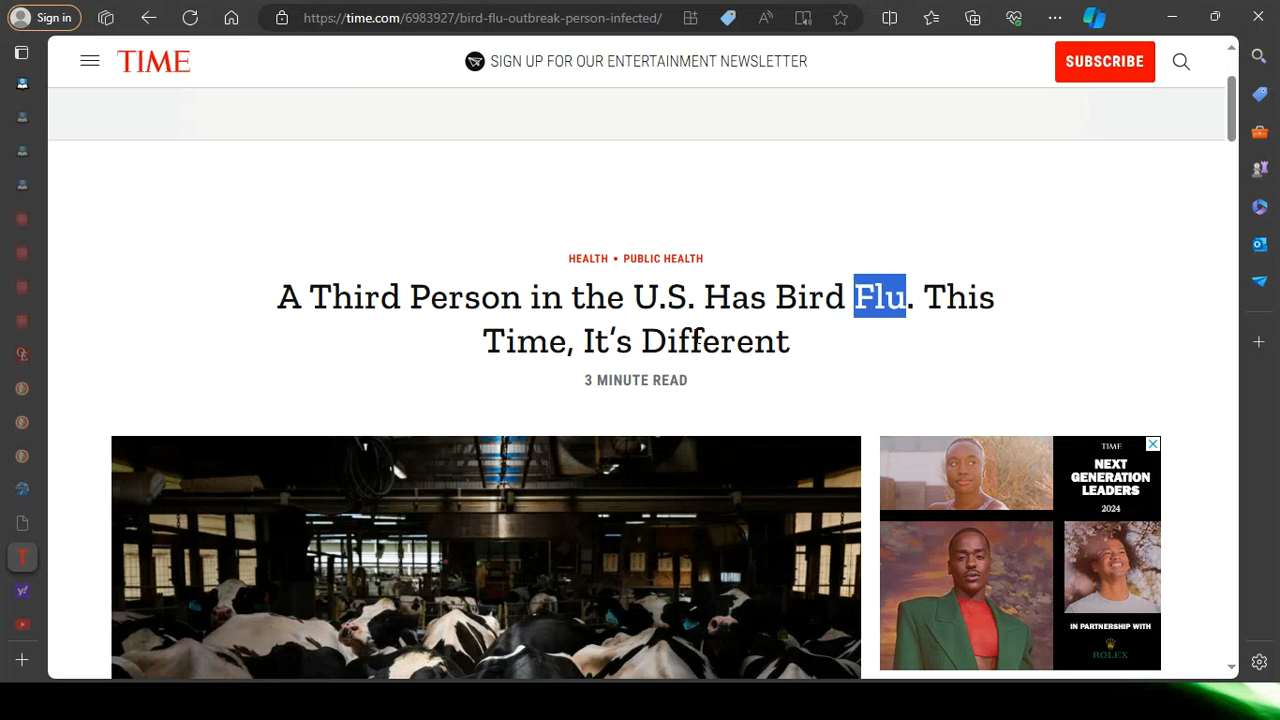 Sign in
https://time.com/6983927/bird-flu-outbreak-person-infected/
TIME
SIGN UP FOR OUR ENTERTAINMENT NEWSLETTER
SUBSCRIBE
HEALTH • PUBLIC HEALTH
A Third Person in the U.S. Has Bird Flu. This
Time, It’s Different
3 MINUTE READ
TIME
NEXT
GENERATION
LEADERS
2024
IN PARTNERSHIP WITH
ROLEX